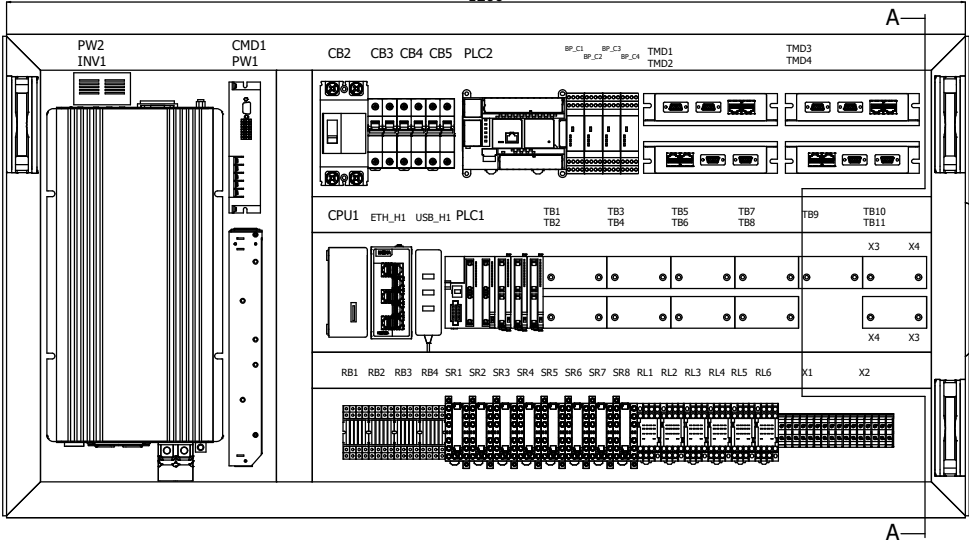 A
PW2
INV1
CMD1
PW1
CB2 CB3 CB4 CB5 PLC2
BP_C1 BP_C2 BP_C3 BP_C4
TMD1
TMD2
TMD3
TMD4
CPU1 ETH_H1 USB_H1 PLC1
TB1 TB3 TB5 TB7 TB9 TB10
TB2 TB4 TB6 TB8 TB11
X3 X4
X4 X3
RB1 RB2 RB3 RB4 SR1 SR2 SR3 SR4 SR5 SR6 SR7 SR8 RL1 RL2 RL3 RL4 RL5 RL6 X1 X2
A